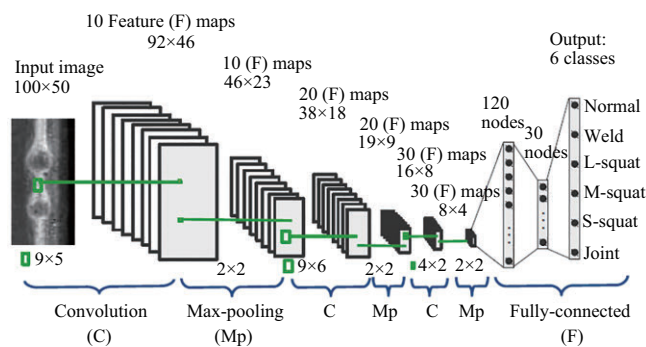 10 Feature (F) maps
92×46
Input image
100×50
10 (F) maps
46×23
20 (F) maps
38×18
20 (F) maps
19×9
30 (F) maps
16×8
30 (F) maps
8×4
120
nodes
30
nodes
Output:
6 classes
Normal
Weld
L-squat
M-squat
S-squat
Joint
9×5
2×2
9×6
2×2
4×2
2×2
Convolution
(C)
Max-pooling
(Mp)
C
Mp
C
Mp
Fully-connected
(F)